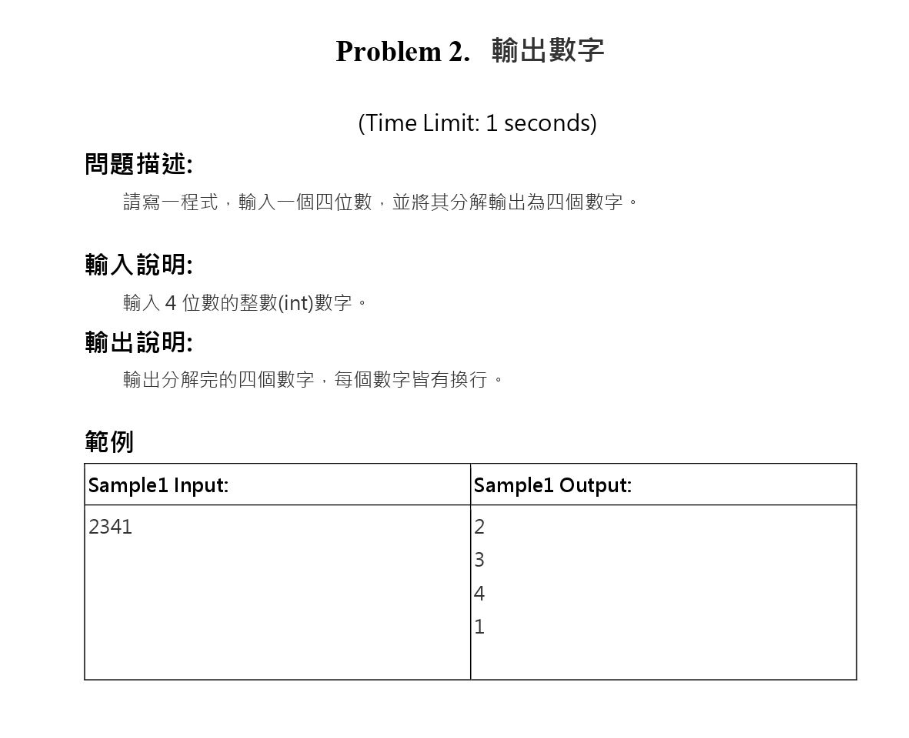 Problem 2. 輸出數字
(Time Limit: 1 seconds)
問題描述:
請寫一程式，輸入一個四位數，並將其分解輸出為四個數字。
輸入說明:
輸入 4 位數的整數(int)數字。
輸出說明:
輸出分解完的四個數字，每個數字皆有換行。
範例
Sample1 Input:
Sample1 Output:
2341
2
3
4
1